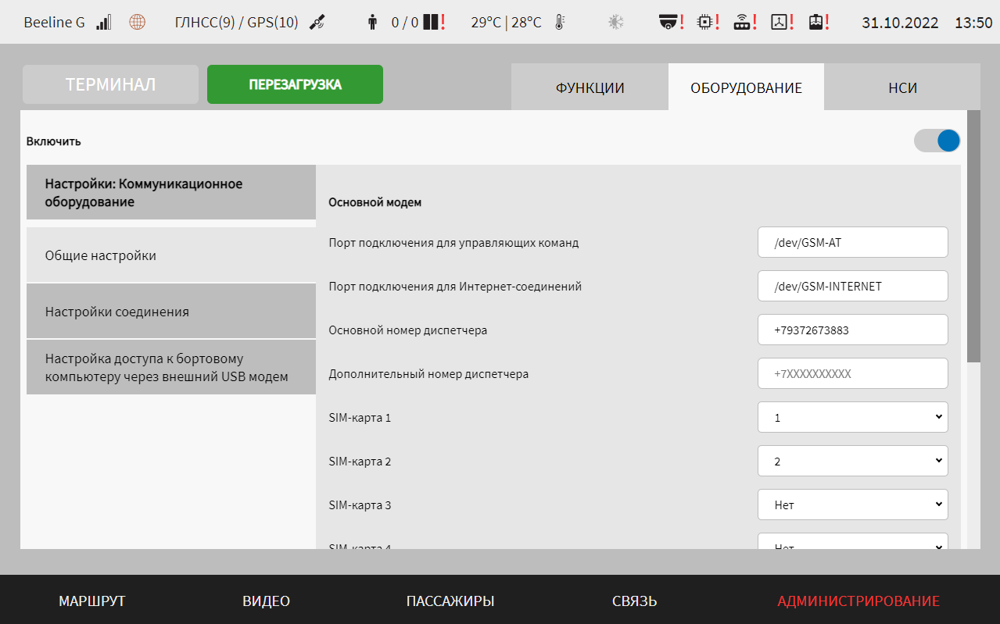 Beeline G
ГЛНСС(9) / GPS(10)
0 / 0
29°C | 28°C
31.10.2022
13:50
ТЕРМИНАЛ
ПЕРЕЗАГРУЗКА
ФУНКЦИИ
ОБОРУДОВАНИЕ
НСИ
Включить
Настройки: Коммуникационное
оборудование
Общие настройки
Настройки соединения
Настройка доступа к бортовому
компьютеру через внешний USB модем
Основной модем
Порт подключения для управляющих команд
/dev/GSM-AT
Порт подключения для Интернет-соединений
/dev/GSM-INTERNET
Основной номер диспетчера
+79372673883
Дополнительный номер диспетчера
+7XXXXXXXXXX
SIM-карта 1
1
SIM-карта 2
2
SIM-карта 3
Нет
SIM-карта 4
Нет
МАРШРУТ
ВИДЕО
ПАССАЖИРЫ
СВЯЗЬ
АДМИНИСТРИРОВАНИЕ